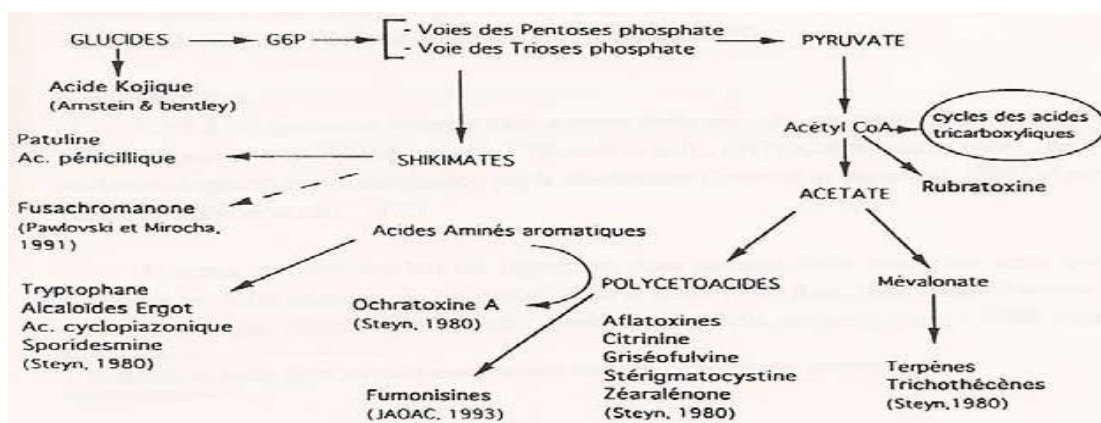 GLUCIDES
G6P
- Voies des Pentoses phosphate
- Voie des Trioses phosphate
PYRUVATE
Acide Kojique
(Arnstein & bentley)
Acétyl CoA
cycles des acides
tricarboxyliques
Patuline
Ac. pénicillique
SHIKIMATES
Rubratoxine
ACETATE
Fusachromanone
(Pawlovski et Mirocha,
1991)
Acides Aminés aromatiques
Tryptophane
Alcaloïdes Ergot
Ac. cyclopiazonique
Sporidesmine
(Steyn, 1980)
Ochratoxine A
(Steyn, 1980)
POLYCETOACIDES
Mévalonate
Aflatoxines
Citrinine
Griséofulvine
Stérigmatocystine
Zéaralénone
(Steyn, 1980)
Fumonisines
(JAOAC, 1993)
Terpènes
Trichothécènes
(Steyn,1980)